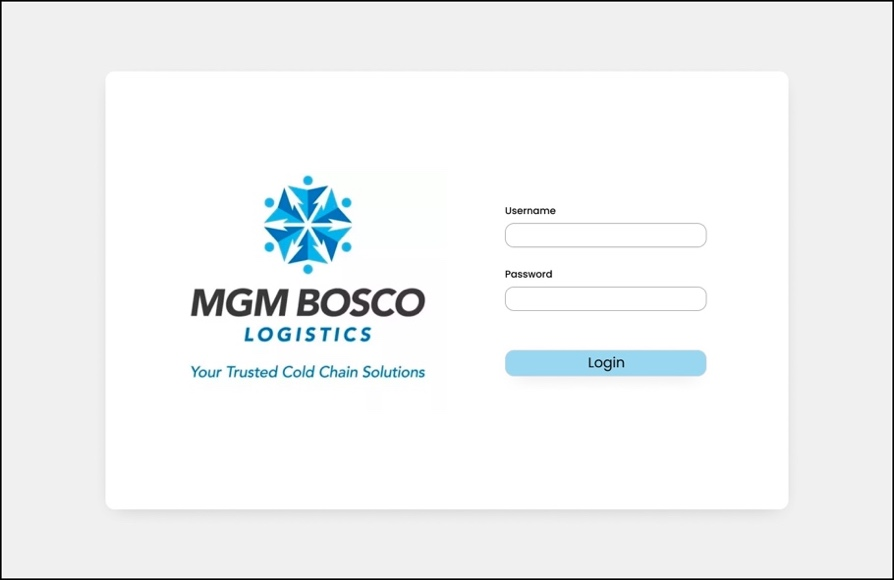 MGM BOSCO
LOGISTICS
Your Trusted Cold Chain Solutions
Username
Password
Login